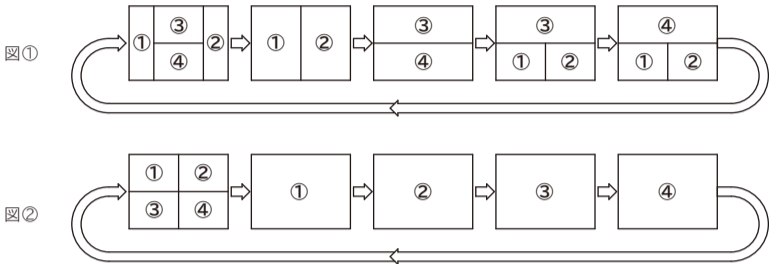 図①
① ③ ④ ②
① ②
③ ④
③ ① ②
④ ① ②
図②
① ② ③ ④
①
②
③
④